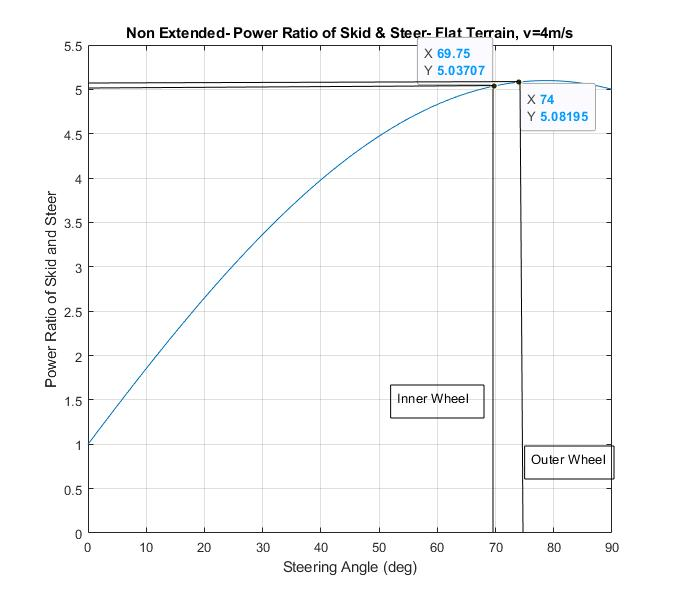 Non Extended- Power Ratio of Skid & Steer- Flat Terrain, v=4m/s
5.5
X 69.75
Y 5.03707
5
X 74
Y 5.08195
4.5
4
3.5
3
2.5
2
1.5
1
0.5
0
Power Ratio of Skid and Steer
Inner Wheel
Outer Wheel
0 10 20 30 40 50 60 70 80 90
Steering Angle (deg)